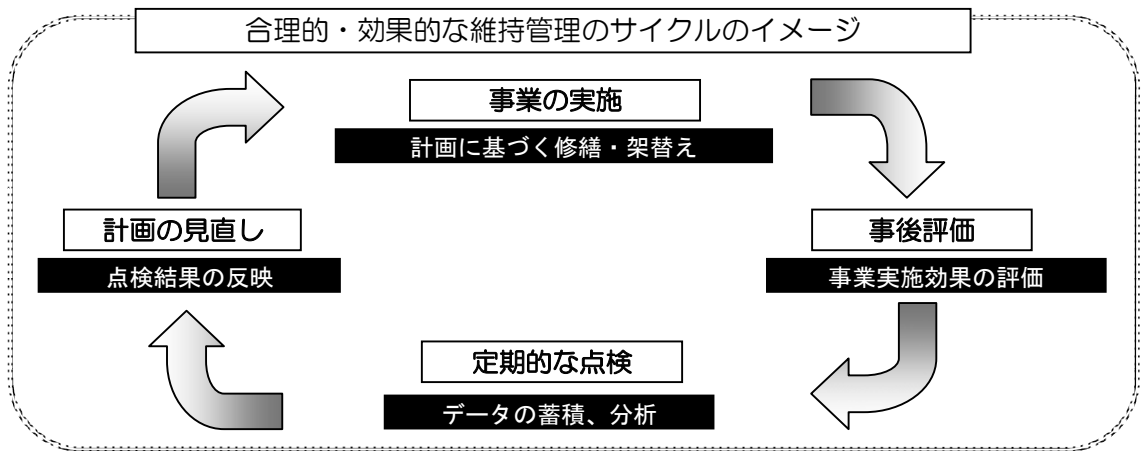 合理的・効果的な維持管理のサイクルのイメージ
事業の実施
計画に基づく修繕・架替え
計画の見直し
点検結果の反映
事後評価
事業実施効果の評価
定期的な点検
データの蓄積、分析